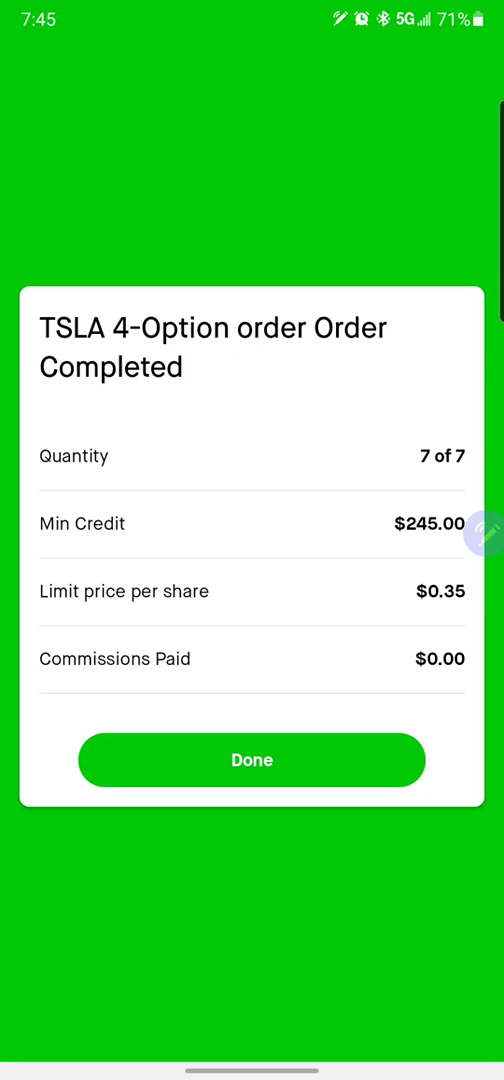 7:45 5G 71%
TSLA 4-Option order Order
Completed
Quantity 7 of 7
Min Credit $245.00
Limit price per share $0.35
Commissions Paid $0.00
Done